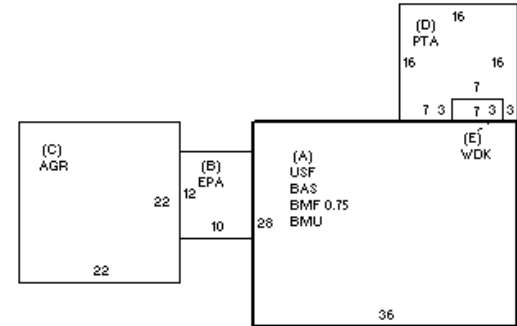 (D)
PTA
16
16
16
7
7
3
7
3
3
(E)
WDK
(C)
AGR
22
22
(B)
EPA
12
10
(A)
USF
BAS
BMF 0.75
BMU
28
36